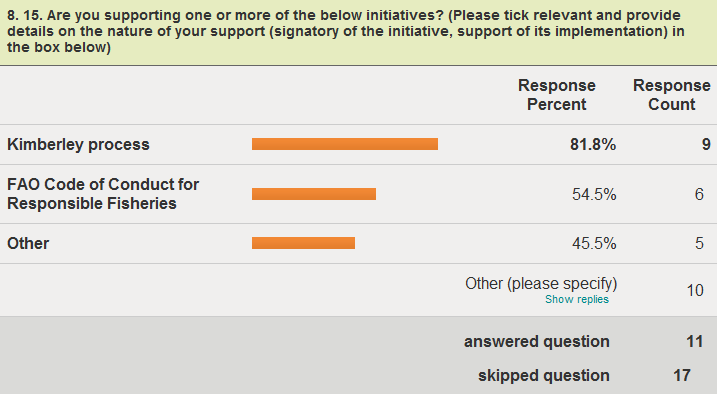 8. 15. Are you supporting one or more of the below initiatives? (Please tick relevant and provide
details on the nature of your support (signatory of the initiative, support of its implementation) in
the box below)
Response Percent
Response Count
Kimberley process 81.8% 9
FAO Code of Conduct for
Responsible Fisheries 54.5% 6
Other 45.5% 5
Other (please specify) 10
Show replies
answered question 11
skipped question 17